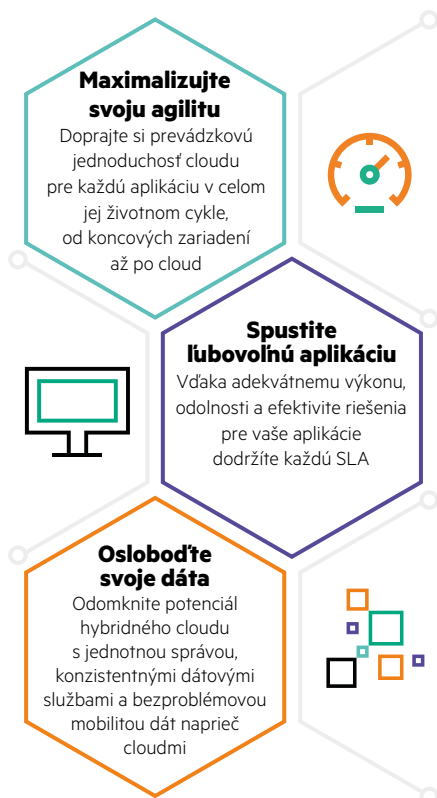 Maximalizujte
svoju agilitu
Doprajte si prevádzkovú
jednoduchosť cloudu
pre každú aplikáciu v celom
jej životnom cykle,
od koncových zariadení
až po cloud
Spustite
ľubovoľnú aplikáciu
Vďaka adekvátnemu výkonu,
odolnosti a efektivite riešenia
pre vaše aplikácie
dodržíte každú SLA
Osloboďte
svoje dáta
Odomknite potenciál
hybridného cloudu
s jednotnou správou,
konzistentnými dátovými
službami a bezproblémovou
mobilitou dát naprieč
cloudmi